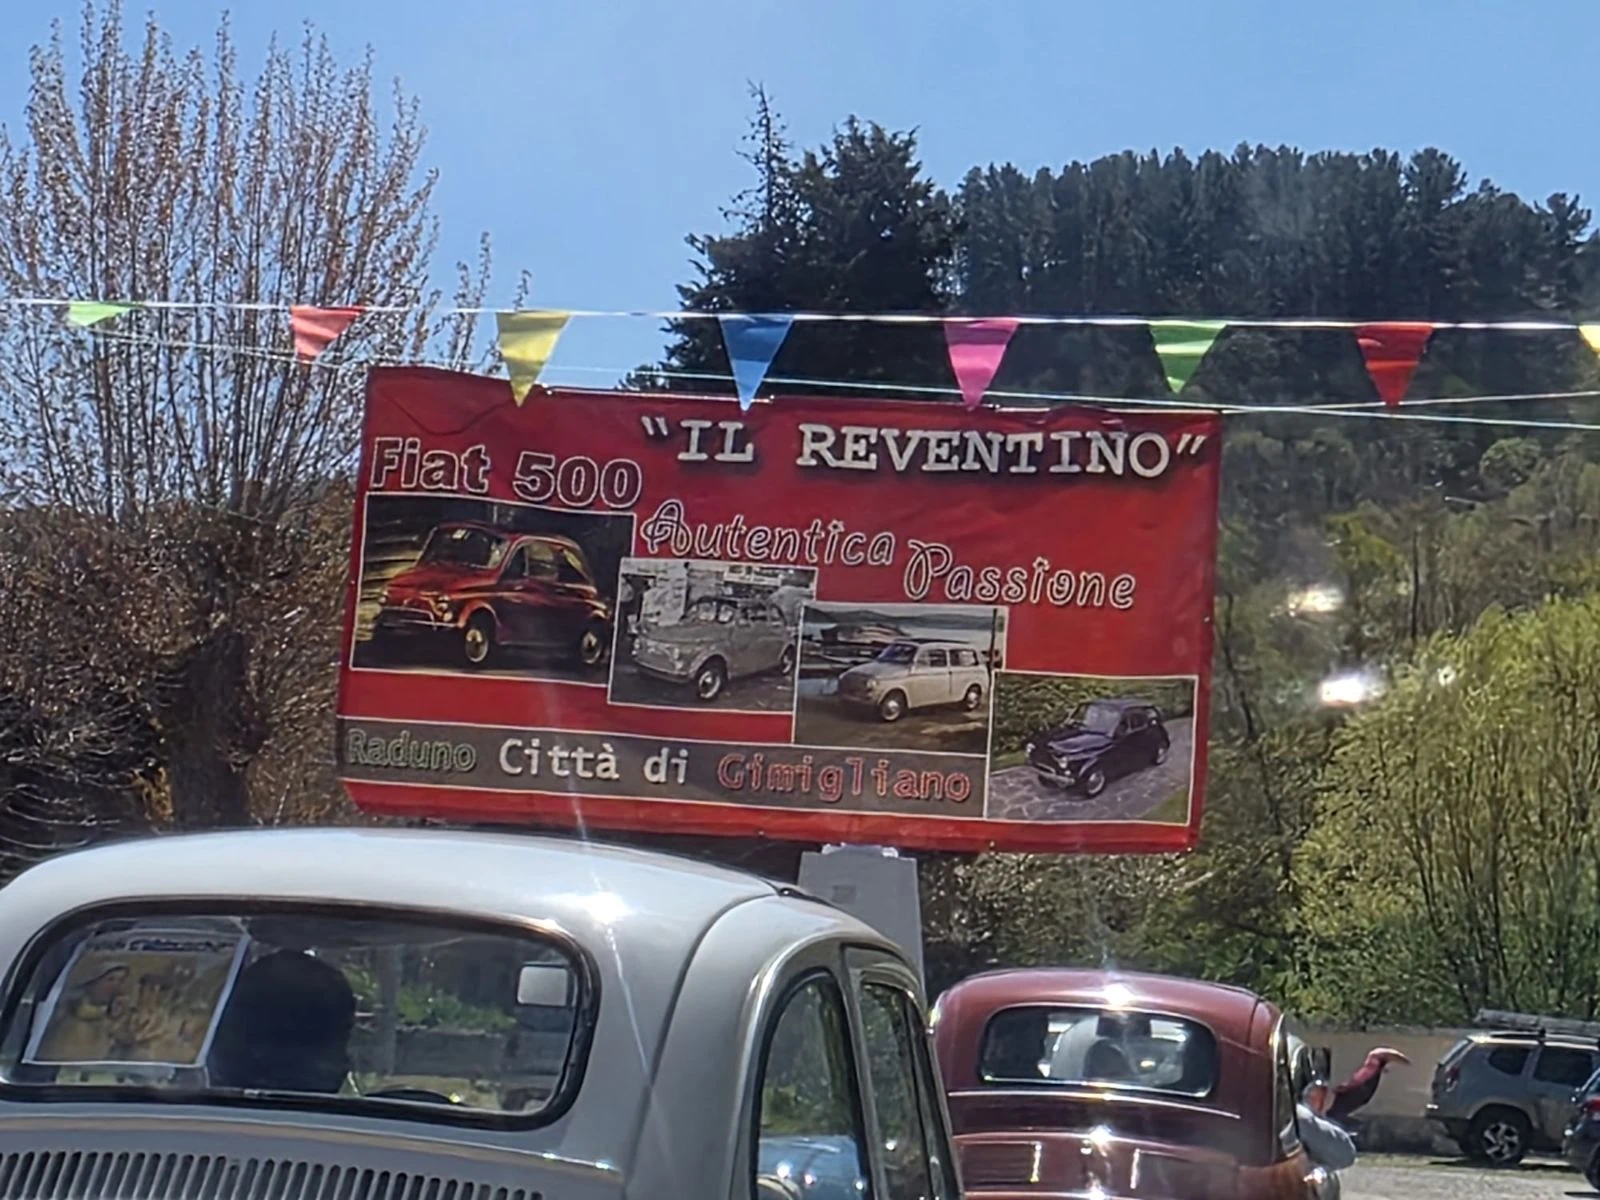 "IL REVENTINO"
Fiat 500
Autentica
Passione
Raduno Città di Gimigliano